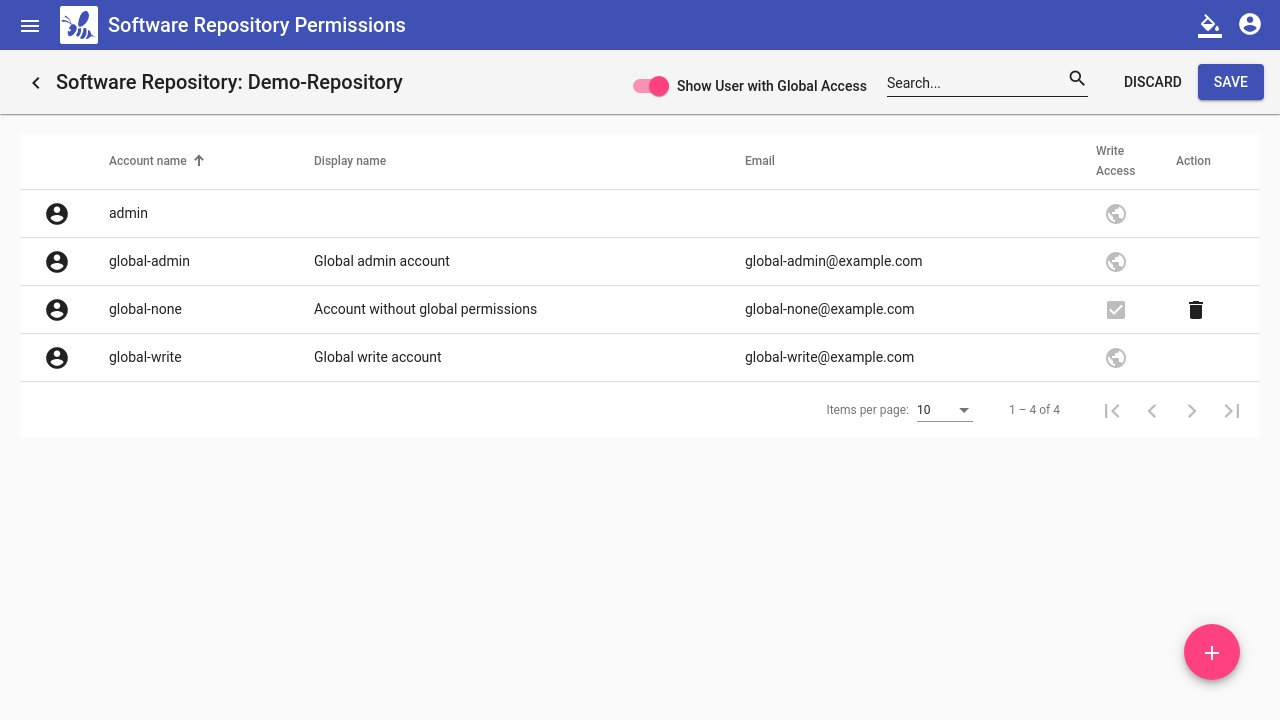 Software Repository Permissions
Software Repository: Demo-Repository
Show User with Global Access
Search...
DISCARD
SAVE
Account name
Display name
Email
Write
Access
Action
admin
global-admin
Global admin account
global-admin@example.com
global-none
Account without global permissions
global-none@example.com
global-write
Global write account
global-write@example.com
Items per page:
10
1 – 4 of 4